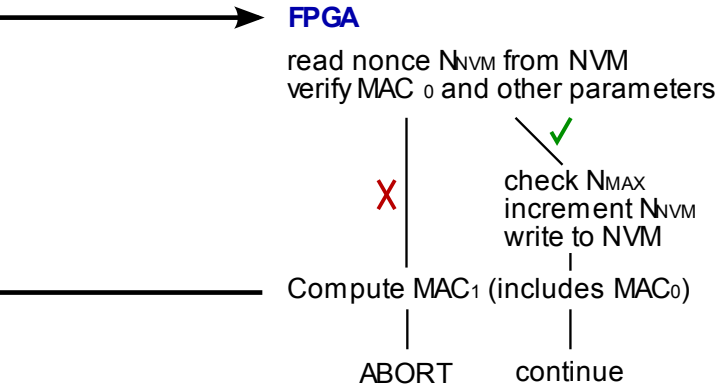 FPGA
read nonce NNVM from NVM
verify MAC 0 and other parameters
check NMAX
increment NNVM
write to NVM
Compute MAC1 (includes MAC0)
ABORT continue